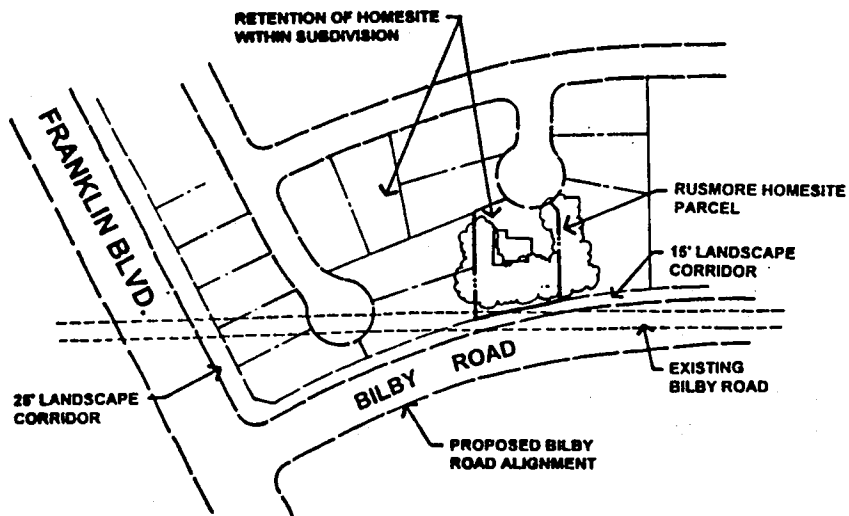 RETENTION OF HOMESITE
WITHIN SUBDIVISION
FRANKLIN BLVD.
RUSMORE HOMESITE
PARCEL
15' LANDSCAPE
CORRIDOR
BILBY ROAD
EXISTING
BILBY ROAD
25' LANDSCAPE
CORRIDOR
PROPOSED BILBY
ROAD ALIGNMENT